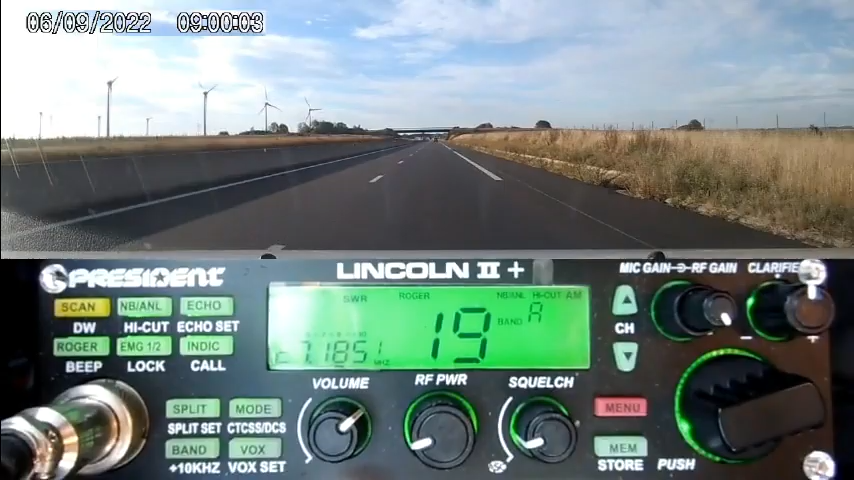 06/09/2022 09:00:03
PRESIDENT LINCOLN II + MIC GAIN RF GAIN CLARIFIER
SCAN NB/ANL ECHO
DW HI-CUT ECHO SET
ROGER EMG 1/2 INDIC
BEEP LOCK CALL
SWR ROGER NB/ANL HI-CUT AM
BAND A
27.1851 MHz 19
CH
- +
VOLUME RF PWR SQUELCH
SPLIT MODE
SPLIT SET CTCSS/DCS
BAND VOX
+10KHZ VOX SET
MENU
MEM
STORE PUSH